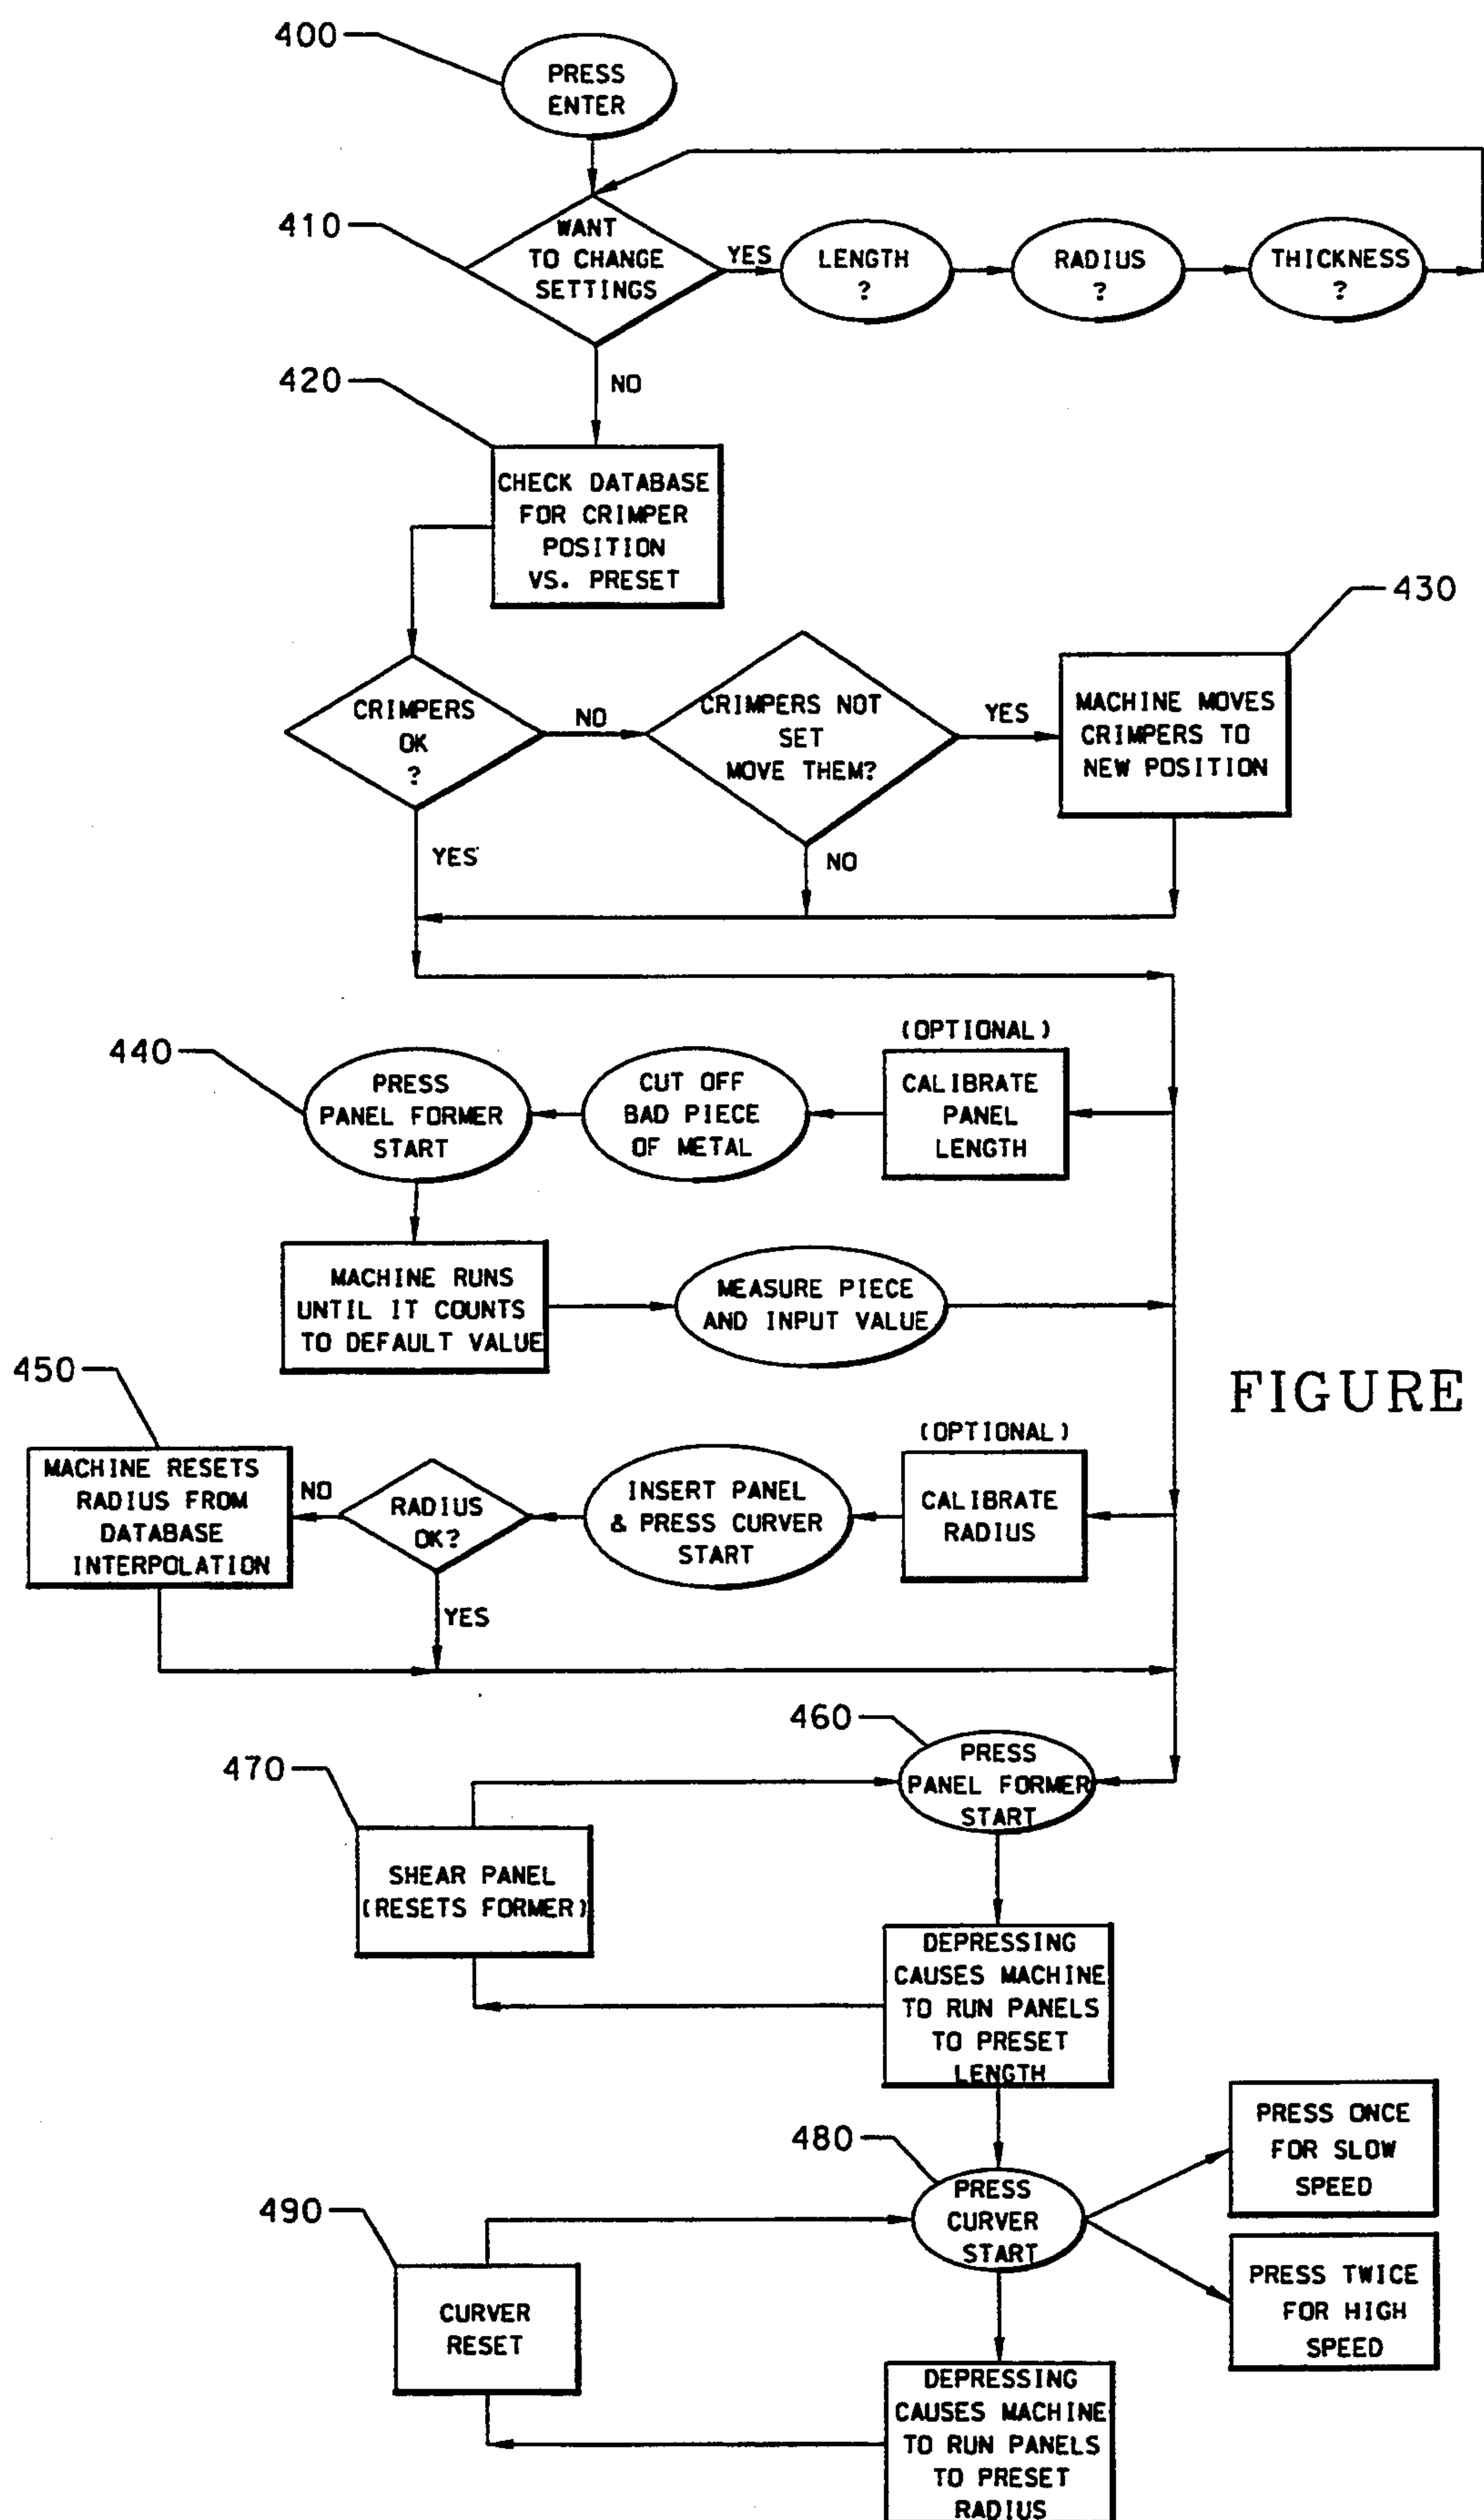 400
PRESS
ENTER
410
WANT
TO CHANGE
SETTINGS
YES
LENGTH
?
RADIUS
?
THICKNESS
?
NO
420
CHECK DATABASE
FOR CRIMPER
POSITION
VS. PRESET
430
CRIMPERS
OK
?
NO
CRIMPERS NOT
SET
MOVE THEM?
YES
MACHINE MOVES
CRIMPERS TO
NEW POSITION
YES
NO
440
PRESS
PANEL FORMER
START
CUT OFF
BAD PIECE
OF METAL
(OPTIONAL)
CALIBRATE
PANEL
LENGTH
MACHINE RUNS
UNTIL IT COUNTS
TO DEFAULT VALUE
MEASURE PIECE
AND INPUT VALUE
FIGURE
450
MACHINE RESETS
RADIUS FROM
DATABASE
INTERPOLATION
NO
RADIUS
OK?
YES
INSERT PANEL
& PRESS CURVER
START
(OPTIONAL)
CALIBRATE
RADIUS
460
PRESS
PANEL FORMER
START
470
SHEAR PANEL
(RESETS FORMER)
DEPRESSING
CAUSES MACHINE
TO RUN PANELS
TO PRESET
LENGTH
480
PRESS
CURVER
START
PRESS ONCE
FOR SLOW
SPEED
PRESS TWICE
FOR HIGH
SPEED
490
CURVER
RESET
DEPRESSING
CAUSES MACHINE
TO RUN PANELS
TO PRESET
RADIUS